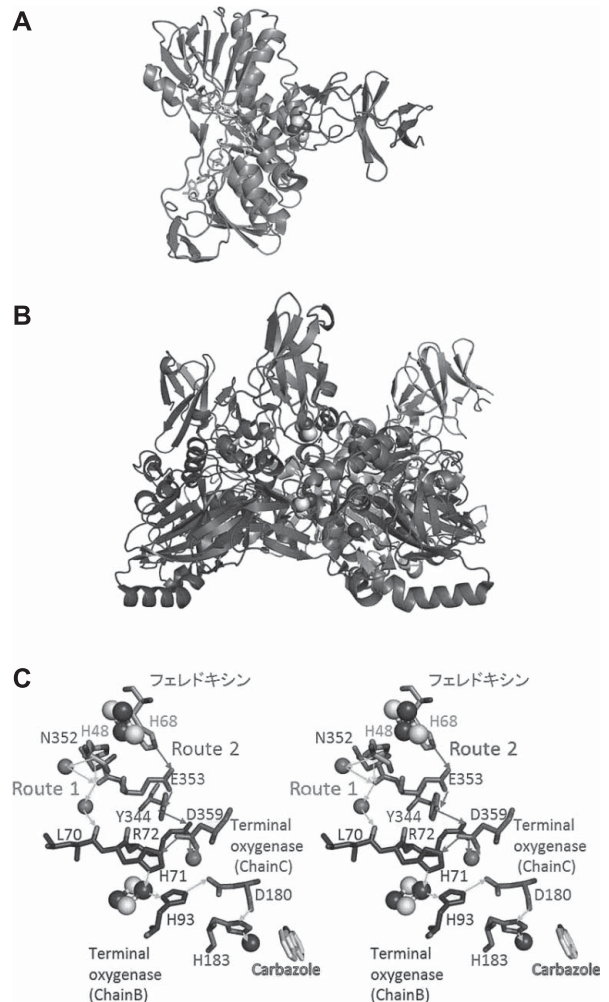 A
B
C
フェレドキシン
H68
H48
N352
Route 2
E353
Route 1
Y344
D359
L70
R72
Terminal
oxygenase
(ChainC)
H71
D180
H93
H183
Carbazole
Terminal
oxygenase
(ChainB)
フェレドキシン
H68
H48
N352
Route 2
E353
Route 1
Y344
D359
L70
R72
Terminal
oxygenase
(ChainC)
H71
D180
H93
H183
Carbazole
Terminal
oxygenase
(ChainB)